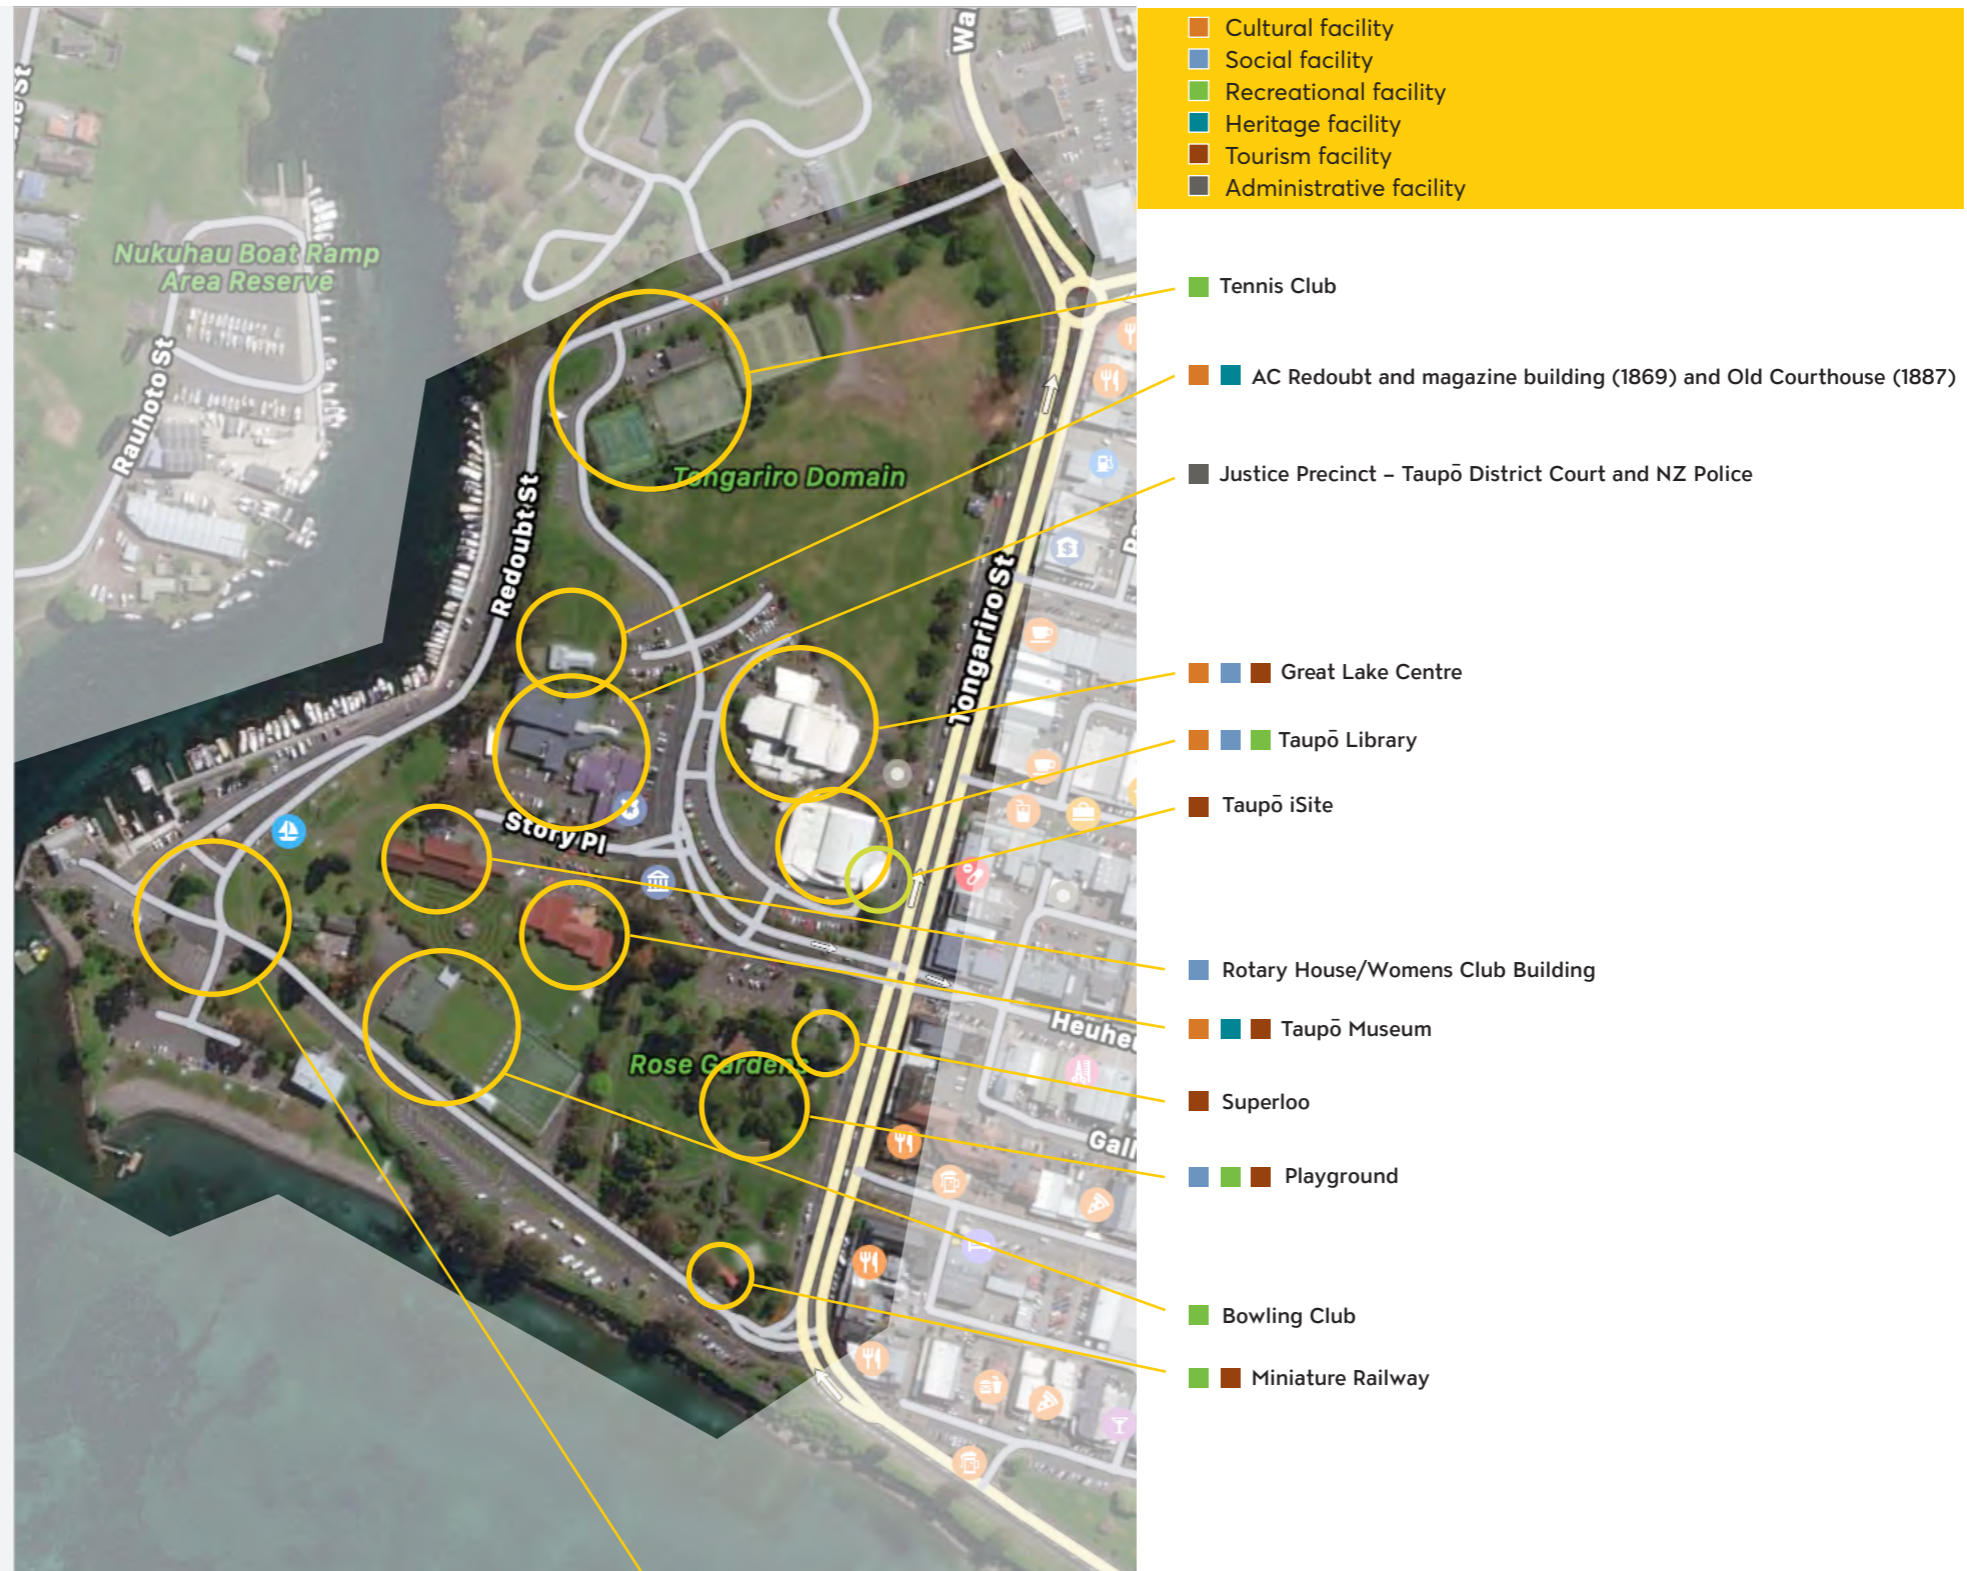 Cultural facility
Social facility
Recreational facility
Heritage facility
Tourism facility
Administrative facility
Nukuhau Boat Ramp
Area Reserve
Rauhoto St
Redoubt St
Tongariro Domain
Tongariro St
Story Pl
Rose Gardens
Tennis Club
AC Redoubt and magazine building (1869) and Old Courthouse (1887)
Justice Precinct – Taupō District Court and NZ Police
Great Lake Centre
Taupō Library
Taupō iSite
Rotary House/Womens Club Building
Taupō Museum
Superloo
Playground
Bowling Club
Miniature Railway